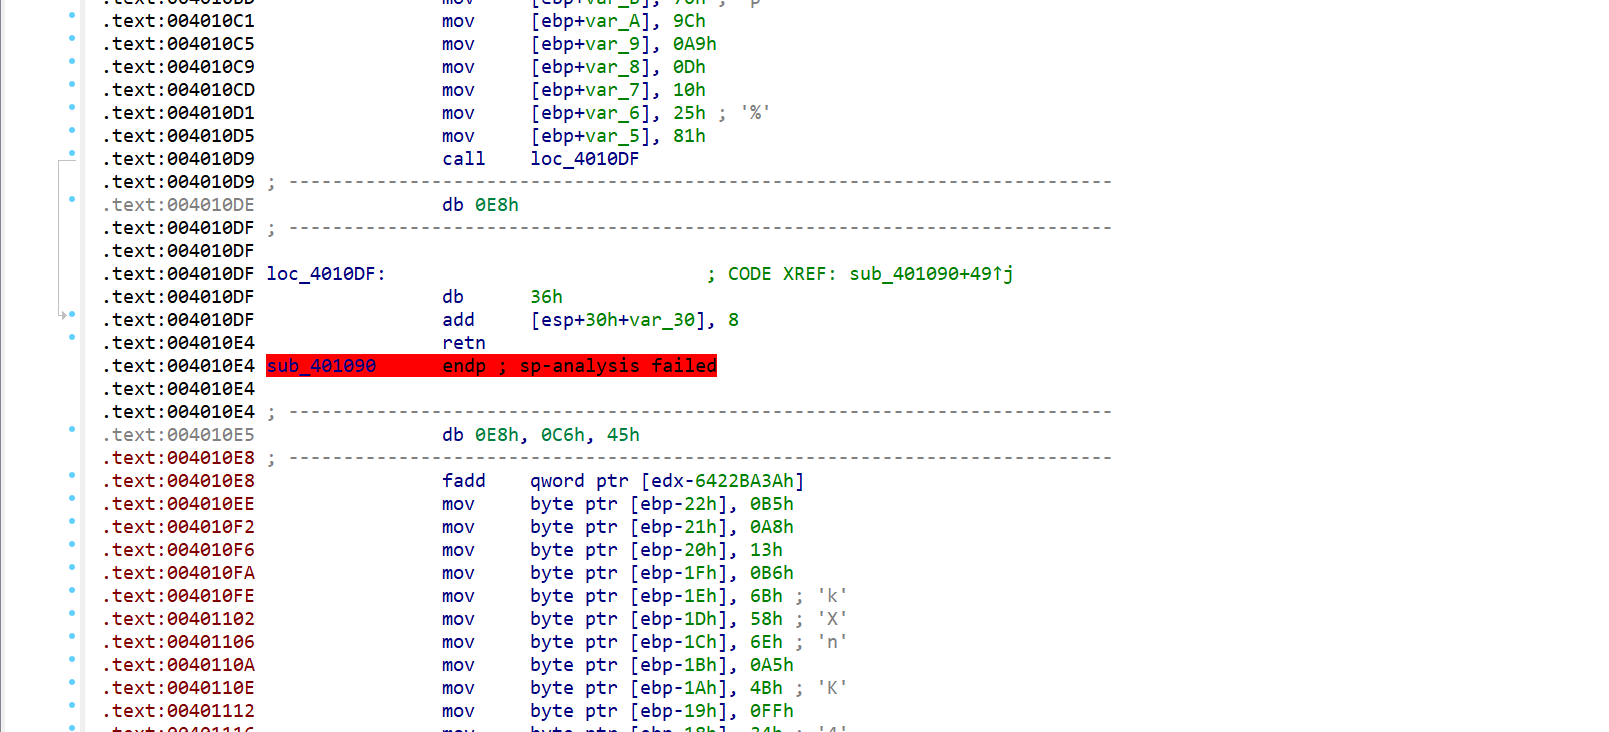 mov [ebp+var_A], 9Ch
.text:004010C1
.text:004010C5 mov [ebp+var_9], 0A9h
.text:004010C9 mov [ebp+var_8], 0Dh
.text:004010CD mov [ebp+var_7], 10h
.text:004010D1 mov [ebp+var_6], 25h ; '%'
.text:004010D5 mov [ebp+var_5], 81h
.text:004010D9 call loc_4010DF
.text:004010D9 ; ---------------------------------------------------------------------------
.text:004010DE db 0E8h
.text:004010DF ; ---------------------------------------------------------------------------
.text:004010DF
.text:004010DF loc_4010DF: ; CODE XREF: sub_401090+49↑j
.text:004010DF db 36h
.text:004010DF add [esp+30h+var_30], 8
.text:004010E4 retn
.text:004010E4 sub_401090 endp ; sp-analysis failed
.text:004010E4
.text:004010E4 ; ---------------------------------------------------------------------------
.text:004010E5 db 0E8h, 0C6h, 45h
.text:004010E8 ; ---------------------------------------------------------------------------
.text:004010E8 fadd qword ptr [edx-6422BA3Ah]
.text:004010EE mov byte ptr [ebp-22h], 0B5h
.text:004010F2 mov byte ptr [ebp-21h], 0A8h
.text:004010F6 mov byte ptr [ebp-20h], 13h
.text:004010FA mov byte ptr [ebp-1Fh], 0B6h
.text:004010FE mov byte ptr [ebp-1Eh], 6Bh ; 'k'
.text:00401102 mov byte ptr [ebp-1Dh], 58h ; 'X'
.text:00401106 mov byte ptr [ebp-1Ch], 6Eh ; 'n'
.text:0040110A mov byte ptr [ebp-1Bh], 0A5h
.text:0040110E mov byte ptr [ebp-1Ah], 4Bh ; 'K'
.text:00401112 mov byte ptr [ebp-19h], 0FFh